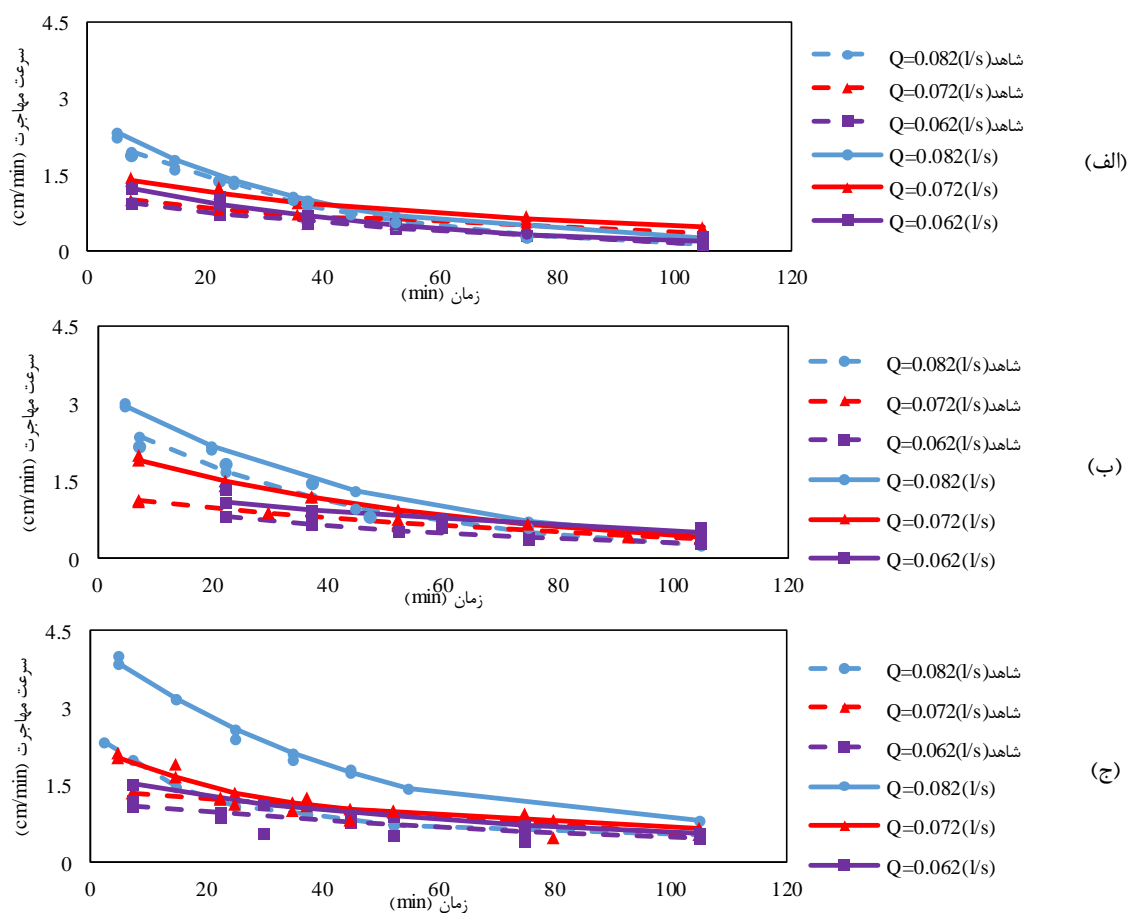 4.5
3
1.5
0
سرعت مهاجرت (cm/min)
0 20 40 60 80 100 120
زمان (min)
شاهدQ=0.082(l/s)
شاهدQ=0.072(l/s)
شاهدQ=0.062(l/s)
Q=0.082(l/s)
Q=0.072(l/s)
Q=0.062(l/s)
(الف)
4.5
3
1.5
0
سرعت مهاجرت (cm/min)
0 20 40 60 80 100 120
زمان (min)
شاهدQ=0.082(l/s)
شاهدQ=0.072(l/s)
شاهدQ=0.062(l/s)
Q=0.082(l/s)
Q=0.072(l/s)
Q=0.062(l/s)
(ب)
4.5
3
1.5
0
سرعت مهاجرت (cm/min)
0 20 40 60 80 100 120
زمان (min)
شاهدQ=0.082(l/s)
شاهدQ=0.072(l/s)
شاهدQ=0.062(l/s)
Q=0.082(l/s)
Q=0.072(l/s)
Q=0.062(l/s)
(ج)